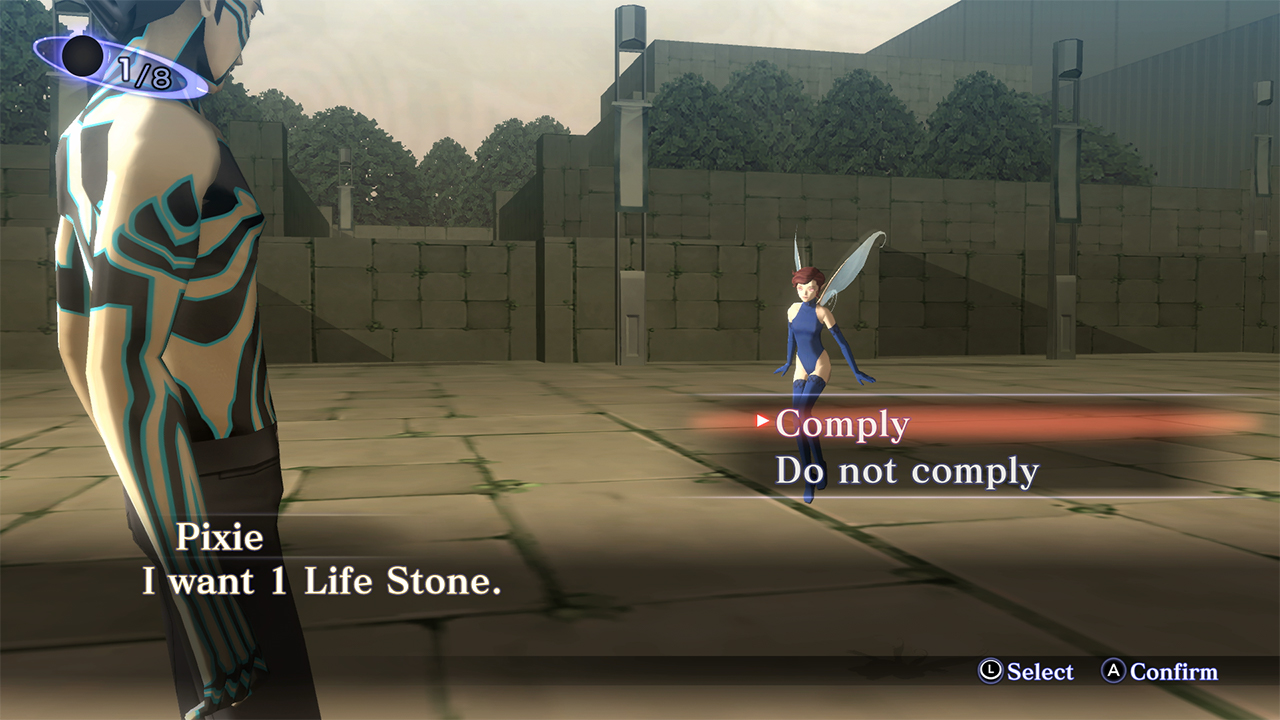 1/8
Comply
Do not comply
Pixie
I want 1 Life Stone.
L Select A Confirm